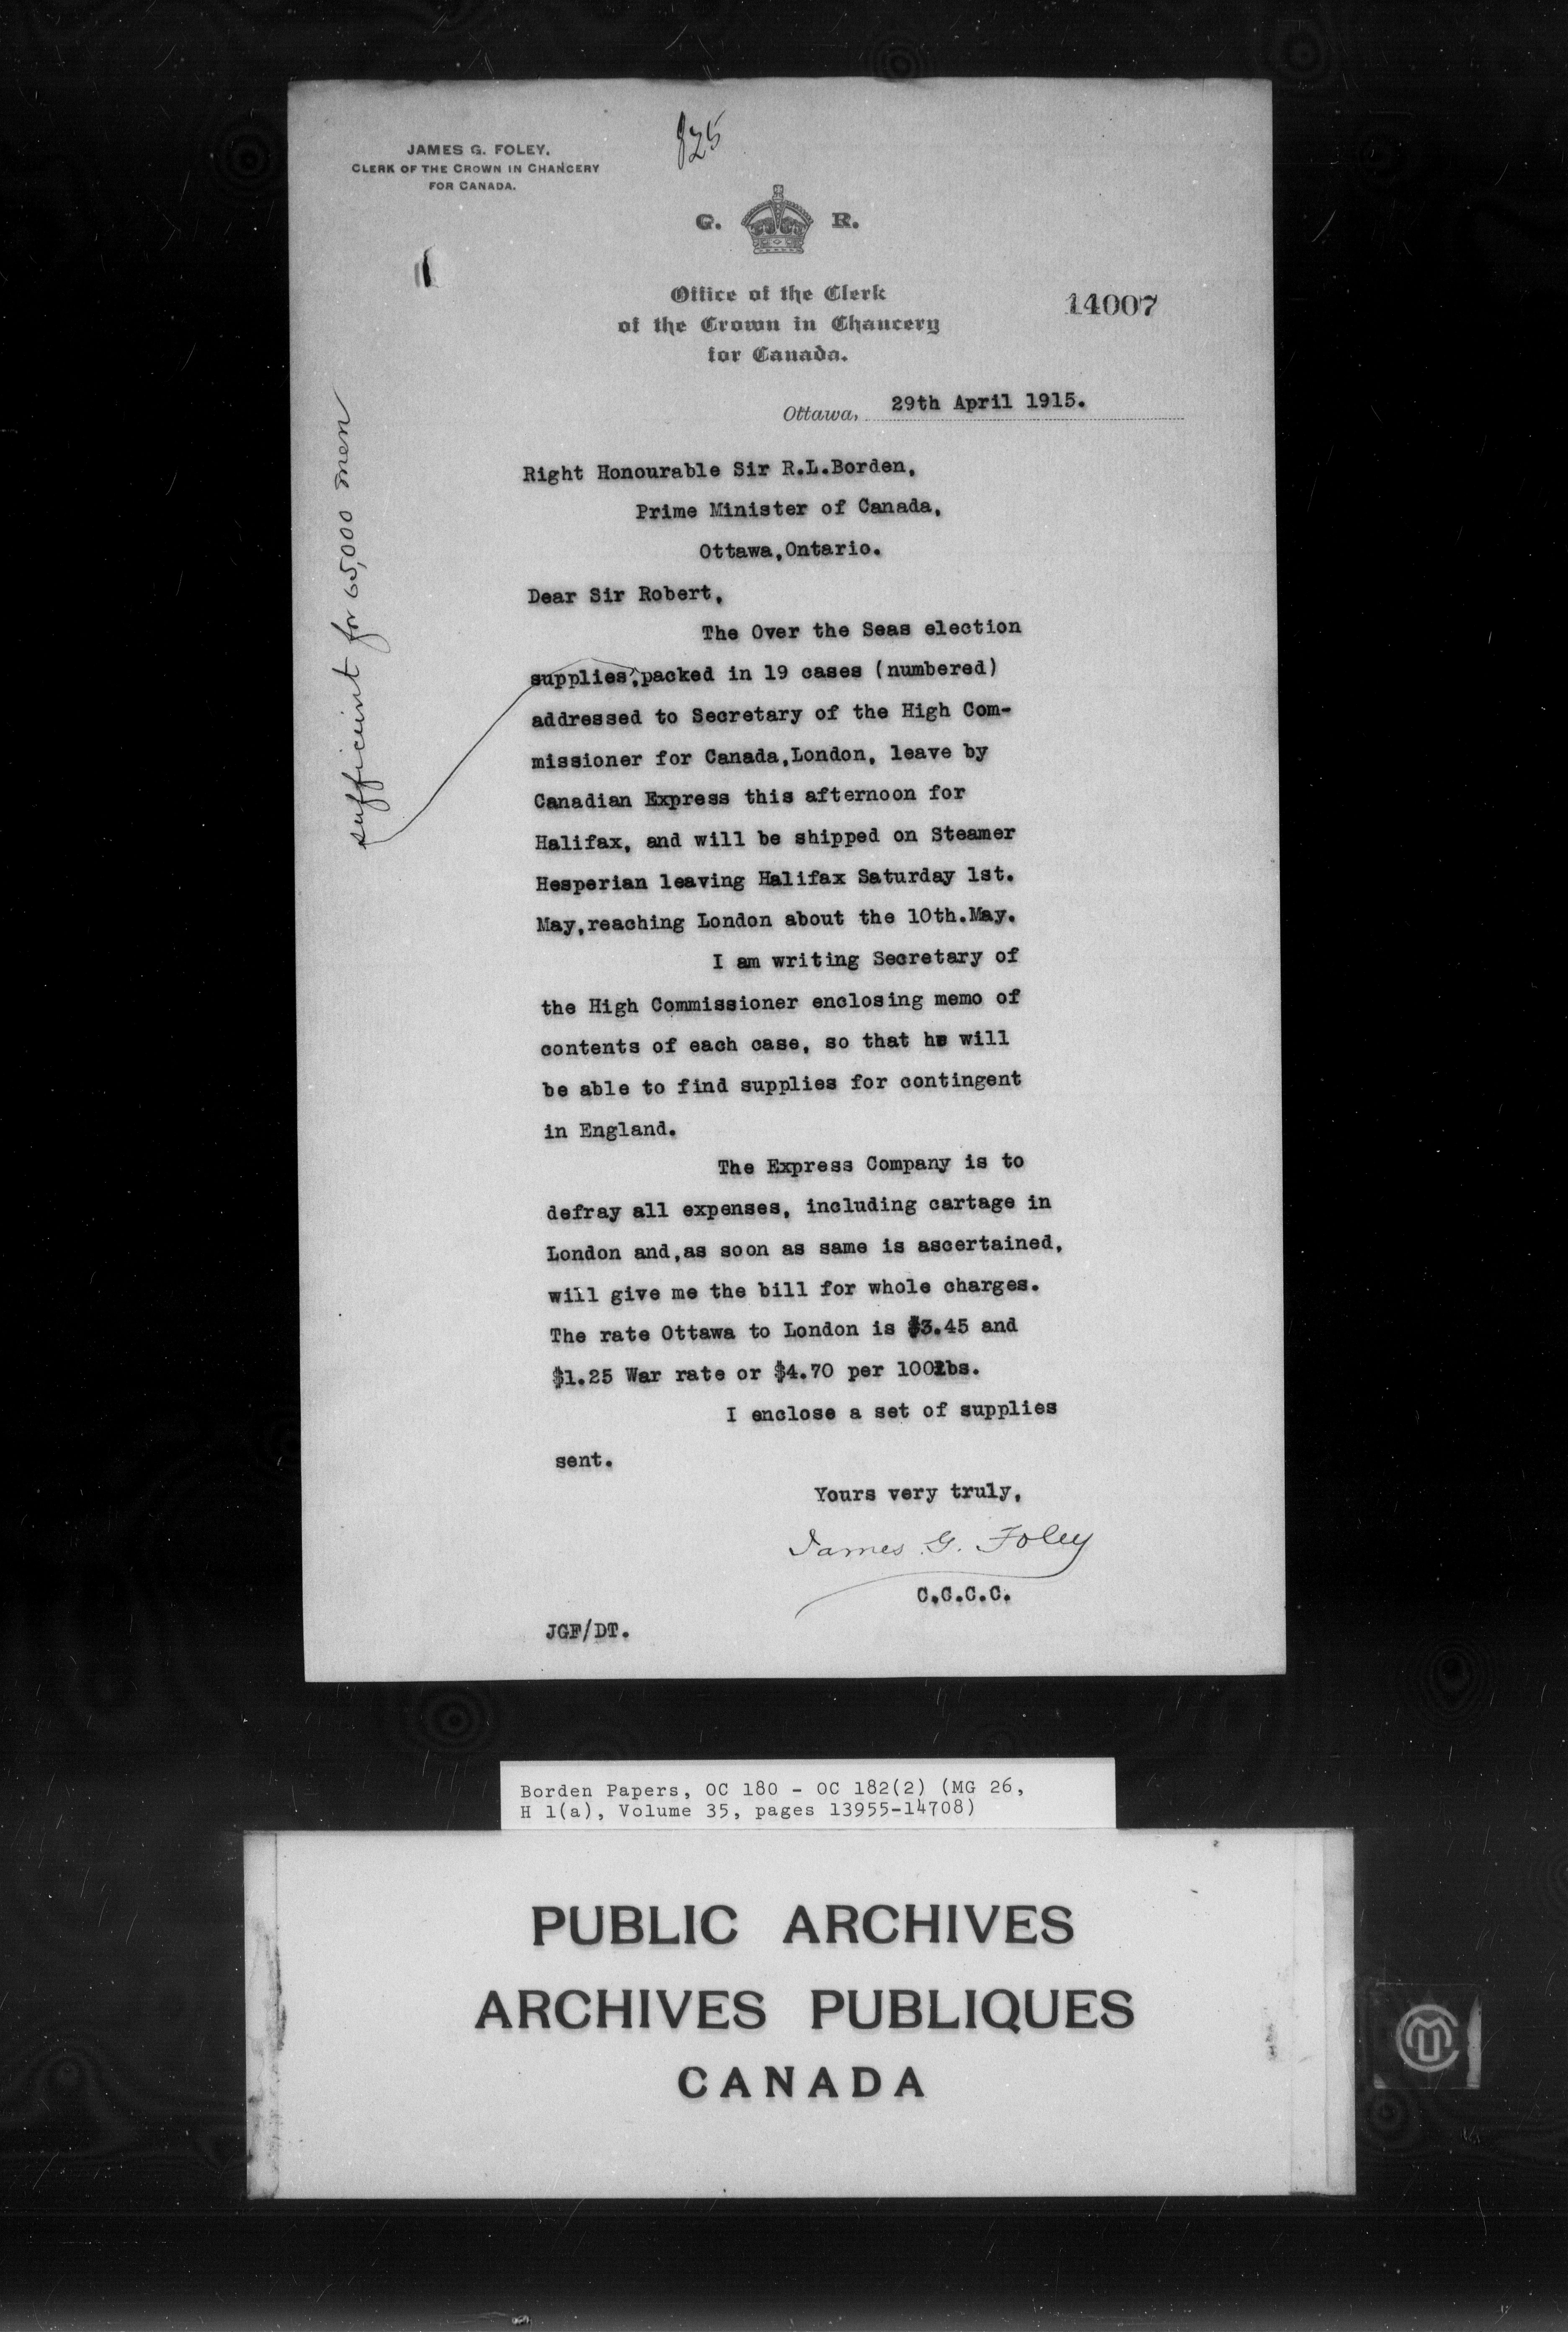 825
JAMES G. FOLEY,
CLERK OF THE CROWN IN CHANCERY
FOR CANADA.
G. R.
Office of the Clerk
of the Crown in Chancery
for Canada.
14007
Ottawa, 29th April 1915.
sufficient for 65,000 men
Right Honourable Sir R.L.Borden,
Prime Minister of Canada,
Ottawa,Ontario.
Dear Sir Robert,
The Over the Seas election
supplies,packed in 19 cases (numbered)
addressed to Secretary of the High Com-
missioner for Canada,London, leave by
Canadian Express this afternoon for
Halifax, and will be shipped on Steamer
Hesperian leaving Halifax Saturday 1st.
May,reaching London about the 10th.May.
I am writing Secretary of
the High Commissioner enclosing memo of
contents of each case, so that he will
be able to find supplies for contingent
in England.
The Express Company is to
defray all expenses, including cartage in
London and,as soon as same is ascertained,
will give me the bill for whole charges.
The rate Ottawa to London is $3.45 and
$1.25 War rate or $4.70 per 100lbs.
I enclose a set of supplies
sent.
Yours very truly,
James G. Foley
C.C.C.C.
JGF/DT.
Borden Papers, OC 180 - OC 182(2) (MG 26,
H 1(a), Volume 35, pages 13955-14708)
PUBLIC ARCHIVES
ARCHIVES PUBLIQUES
CANADA